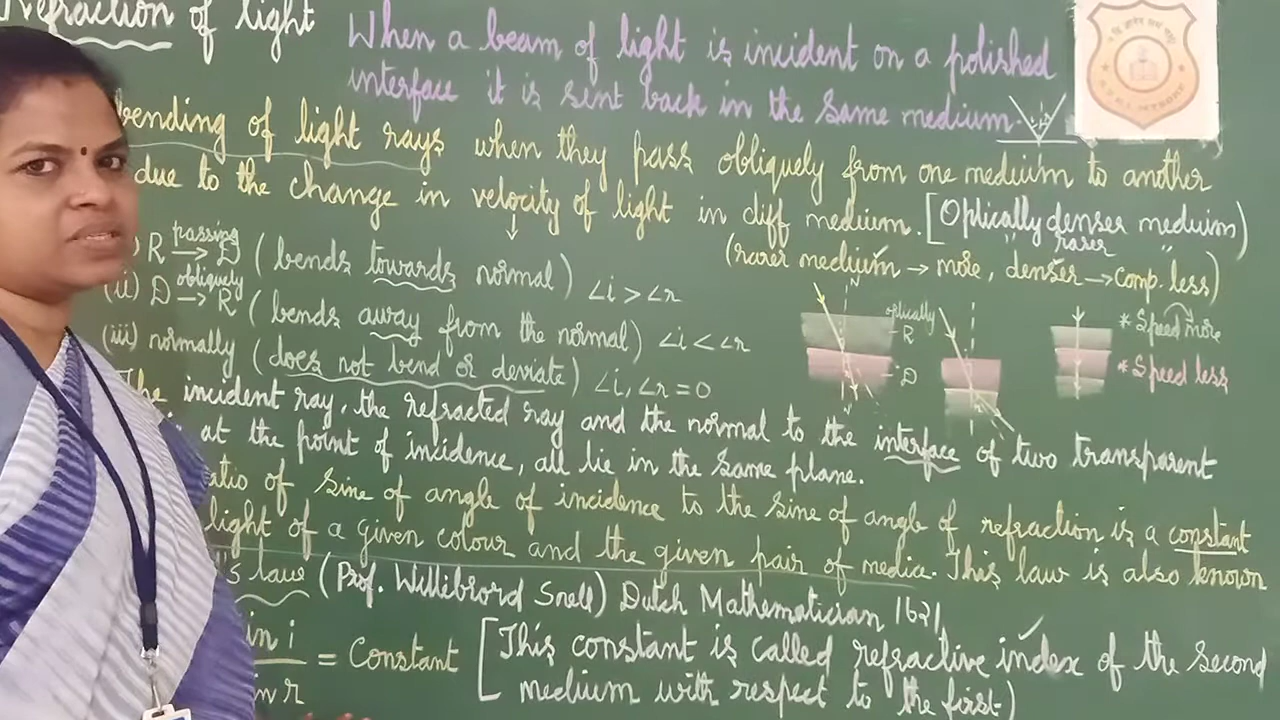 Refraction of light
When a beam of light is incident on a polished
interface it is sent back in the same medium.
bending of light rays when they pass obliquely from one medium to another
due to the change in velocity of light in diff medium. [Optically denser medium)
" rarer "
(rarer medium → more, denser → comp. less)
) R passing → D (bends towards normal) ∠i > ∠r
(ii) D obliquely → R (bends away from the normal) ∠i < ∠r
(iii) normally (does not bend or deviate) ∠i, ∠r = 0
N
optically
R
D
N
* Speed more
* Speed less
The incident ray, the refracted ray and the normal to the interface of two transparent
at the point of incidence, all lie in the same plane.
atio of sine of angle of incidence to the sine of angle of refraction is a constant
light of a given colour and the given pair of media. This law is also known
's law (Prof. Willibrord Snell) Dutch Mathematician 1621
in i
in r
= Constant
[This constant is called refractive index of the second
medium with respect to the first)